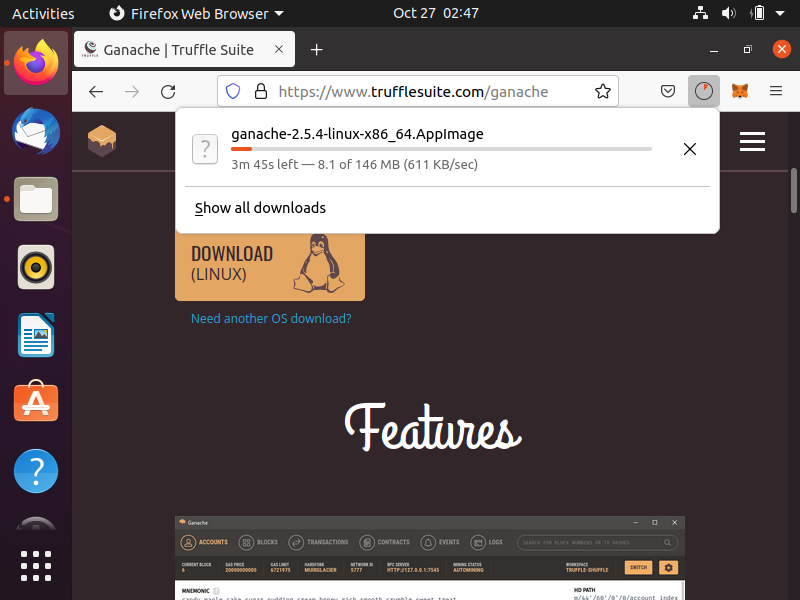 Activities
Firefox Web Browser
Oct 27 02:47
Ganache | Truffle Suite
TRUFFLE
https://www.trufflesuite.com/ganache
ganache-2.5.4-linux-x86_64.AppImage
3m 45s left — 8.1 of 146 MB (611 KB/sec)
Show all downloads
DOWNLOAD
(LINUX)
Need another OS download?
Features
Ganache
ACCOUNTS BLOCKS TRANSACTIONS CONTRACTS EVENTS LOGS SEARCH FOR BLOCK NUMBERS OR TX HASHES
CURRENT BLOCK GAS PRICE GAS LIMIT HARDFORK NETWORK ID RPC SERVER MINING STATUS WORKSPACE
6 20000000000 6721975 MUIRGLACIER 5777 HTTP://127.0.0.1:7545 AUTOMINING TRUFFLE-SHUFFLE
SWITCH
MNEMONIC HD PATH
candy maple cake sugar pudding cream honey rich smooth crumble sweet treat m/44'/60'/0'/0/account_index